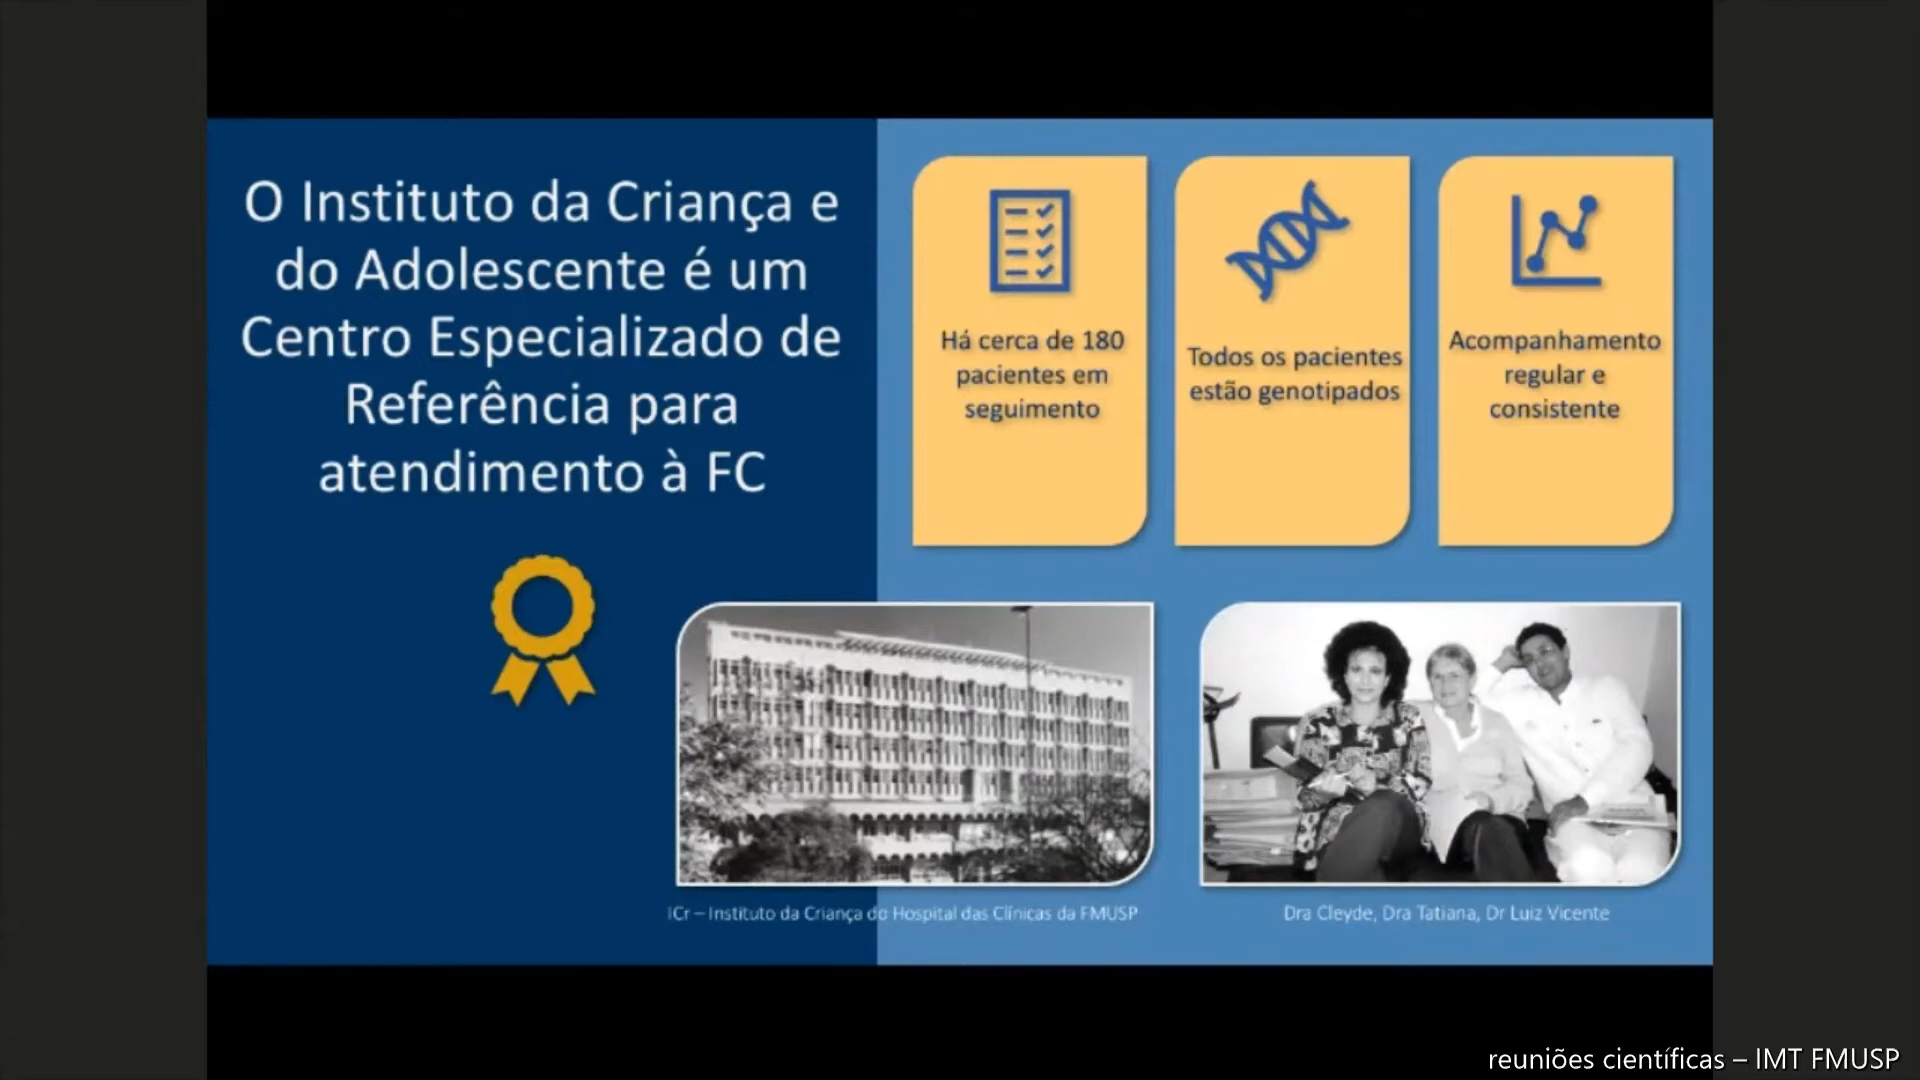 O Instituto da Criança e
do Adolescente é um
Centro Especializado de
Referência para
atendimento à FC
Há cerca de 180
pacientes em
seguimento
Todos os pacientes
estão genotipados
Acompanhamento
regular e
consistente
ICr – Instituto da Criança do Hospital das Clínicas da FMUSP
Dra Cleyde, Dra Tatiana, Dr Luiz Vicente
reuniões científicas – IMT FMUSP